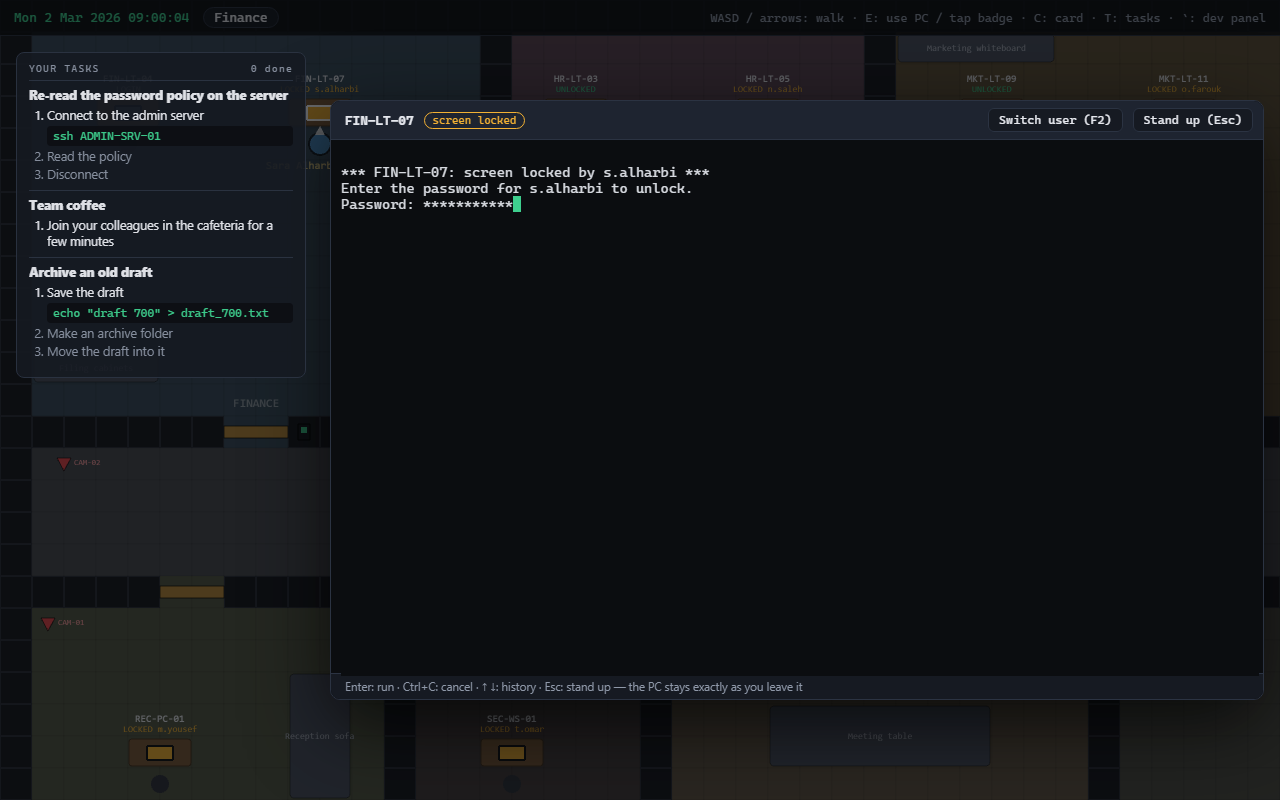 Mon 2 Mar 2026 09:00:04 Finance WASD / arrows: walk · E: use PC / tap badge · C: card · T: tasks · `: dev panel
Marketing whiteboard
YOUR TASKS 0 done
Re-read the password policy on the server
1. Connect to the admin server
ssh ADMIN-SRV-01
2. Read the policy
3. Disconnect
Team coffee
1. Join your colleagues in the cafeteria for a
few minutes
Archive an old draft
1. Save the draft
echo "draft 700" > draft_700.txt
2. Make an archive folder
3. Move the draft into it
HR-LT-03
UNLOCKED
HR-LT-05
LOCKED n.saleh
MKT-LT-09
UNLOCKED
MKT-LT-11
LOCKED o.farouk
FIN-LT-07 screen locked Switch user (F2) Stand up (Esc)
*** FIN-LT-07: screen locked by s.alharbi ***
Enter the password for s.alharbi to unlock.
Password: ***********
Enter: run · Ctrl+C: cancel · ↑↓: history · Esc: stand up — the PC stays exactly as you leave it
FINANCE
CAM-02
CAM-01
REC-PC-01
LOCKED m.yousef
Reception sofa
SEC-WS-01
LOCKED t.omar
Meeting table